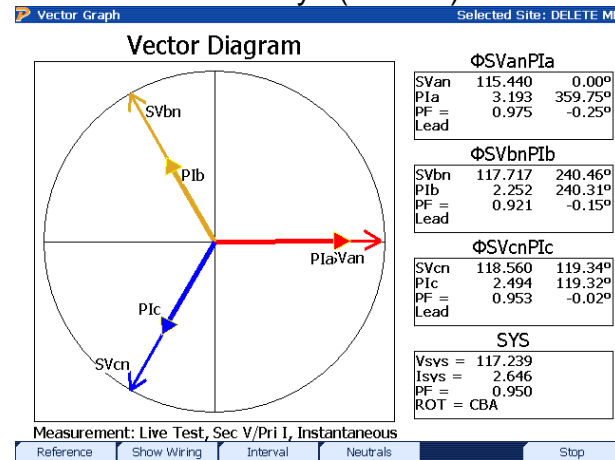 Vector Graph
Selected Site: DELETE ME
Vector Diagram
SVbn
PIb
PIa
SVan
PIc
SVcn
ΦSVanPIa
SVan 115.440 0.00º
PIa 3.193 359.75º
PF = 0.975 -0.25º
Lead
ΦSVbnPIb
SVbn 117.717 240.46º
PIb 2.252 240.31º
PF = 0.921 -0.15º
Lead
ΦSVcnPIc
SVcn 118.560 119.34º
PIc 2.494 119.32º
PF = 0.953 -0.02º
Lead
SYS
Vsys = 117.239
Isys = 2.646
PF = 0.950
ROT = CBA
Measurement: Live Test, Sec V/Pri I, Instantaneous
Reference Show Wiring Interval Neutrals Stop